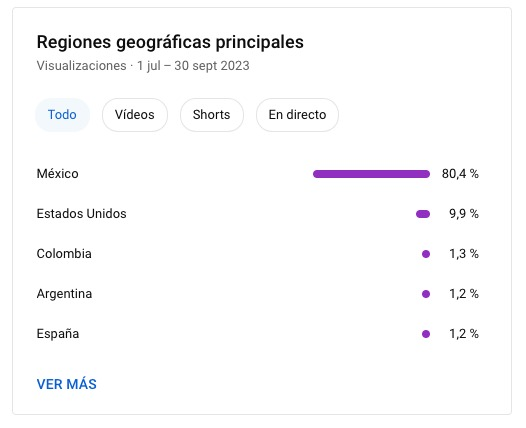 Regiones geográficas principales
Visualizaciones · 1 jul – 30 sept 2023
Todo Vídeos Shorts En directo
México 80,4 %
Estados Unidos 9,9 %
Colombia 1,3 %
Argentina 1,2 %
España 1,2 %
VER MÁS